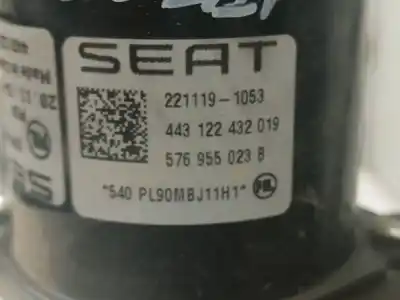 SEAT
221119-1053
443 122 432 019
576 955 023 B
*540 PL90MBJ11H1*